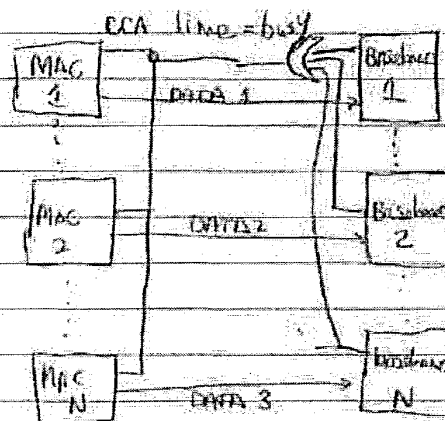 CCA line = busy
MAC 1
DATA 1
Baseband 1
MAC 2
DATA 2
Baseband 2
MAC N
DATA 3
Baseband N